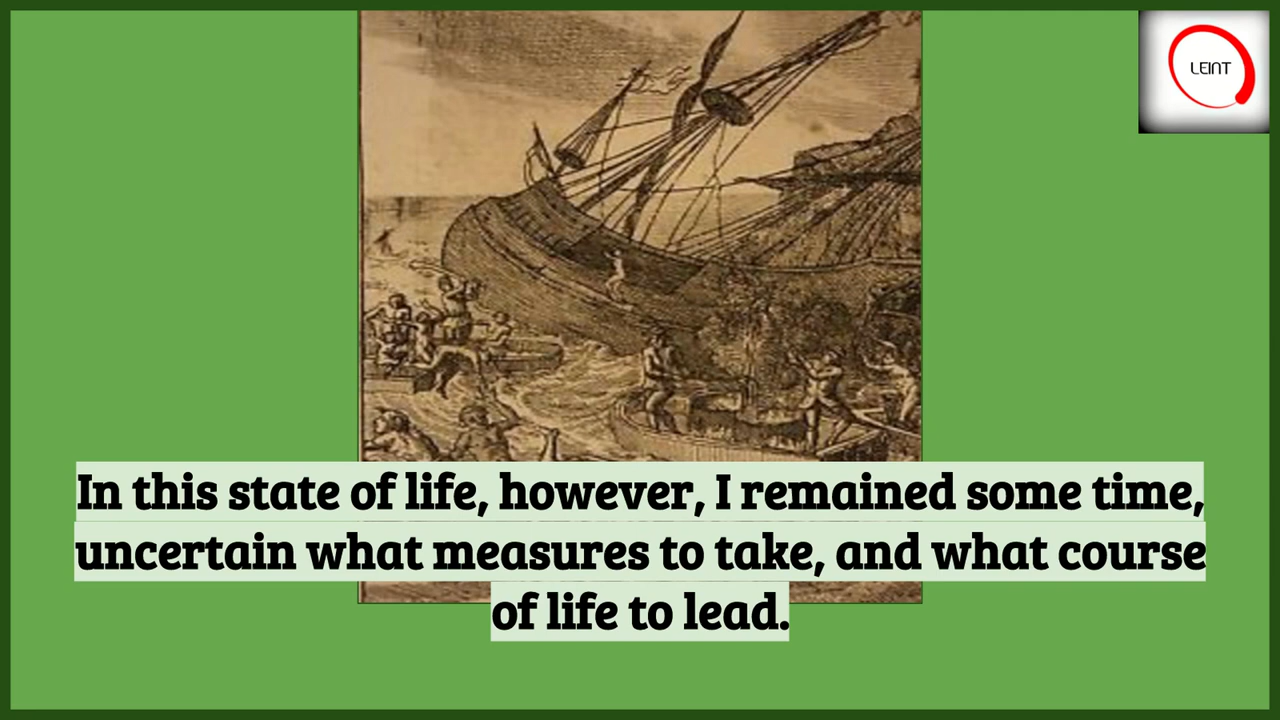 LEINT
In this state of life, however, I remained some time,
uncertain what measures to take, and what course
of life to lead.